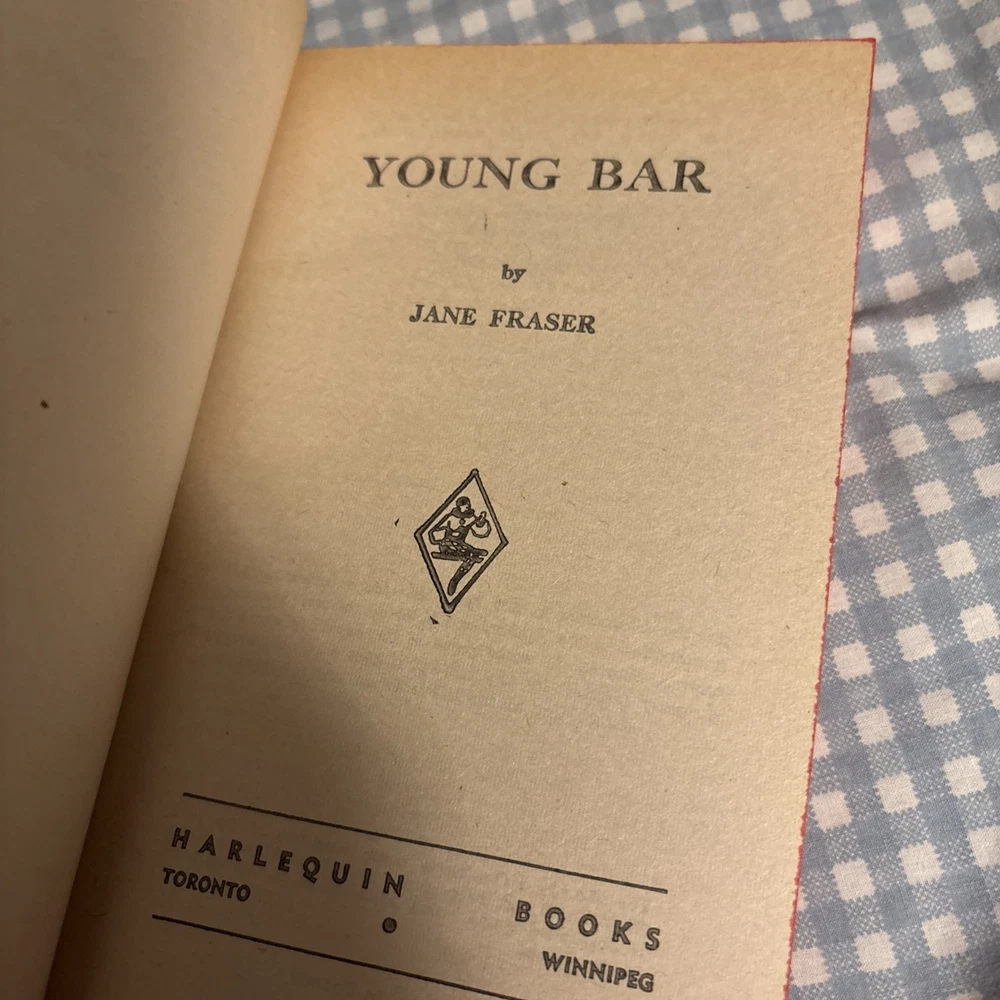 YOUNG BAR
by
JANE FRASER
HARLEQUIN BOOKS
TORONTO • WINNIPEG